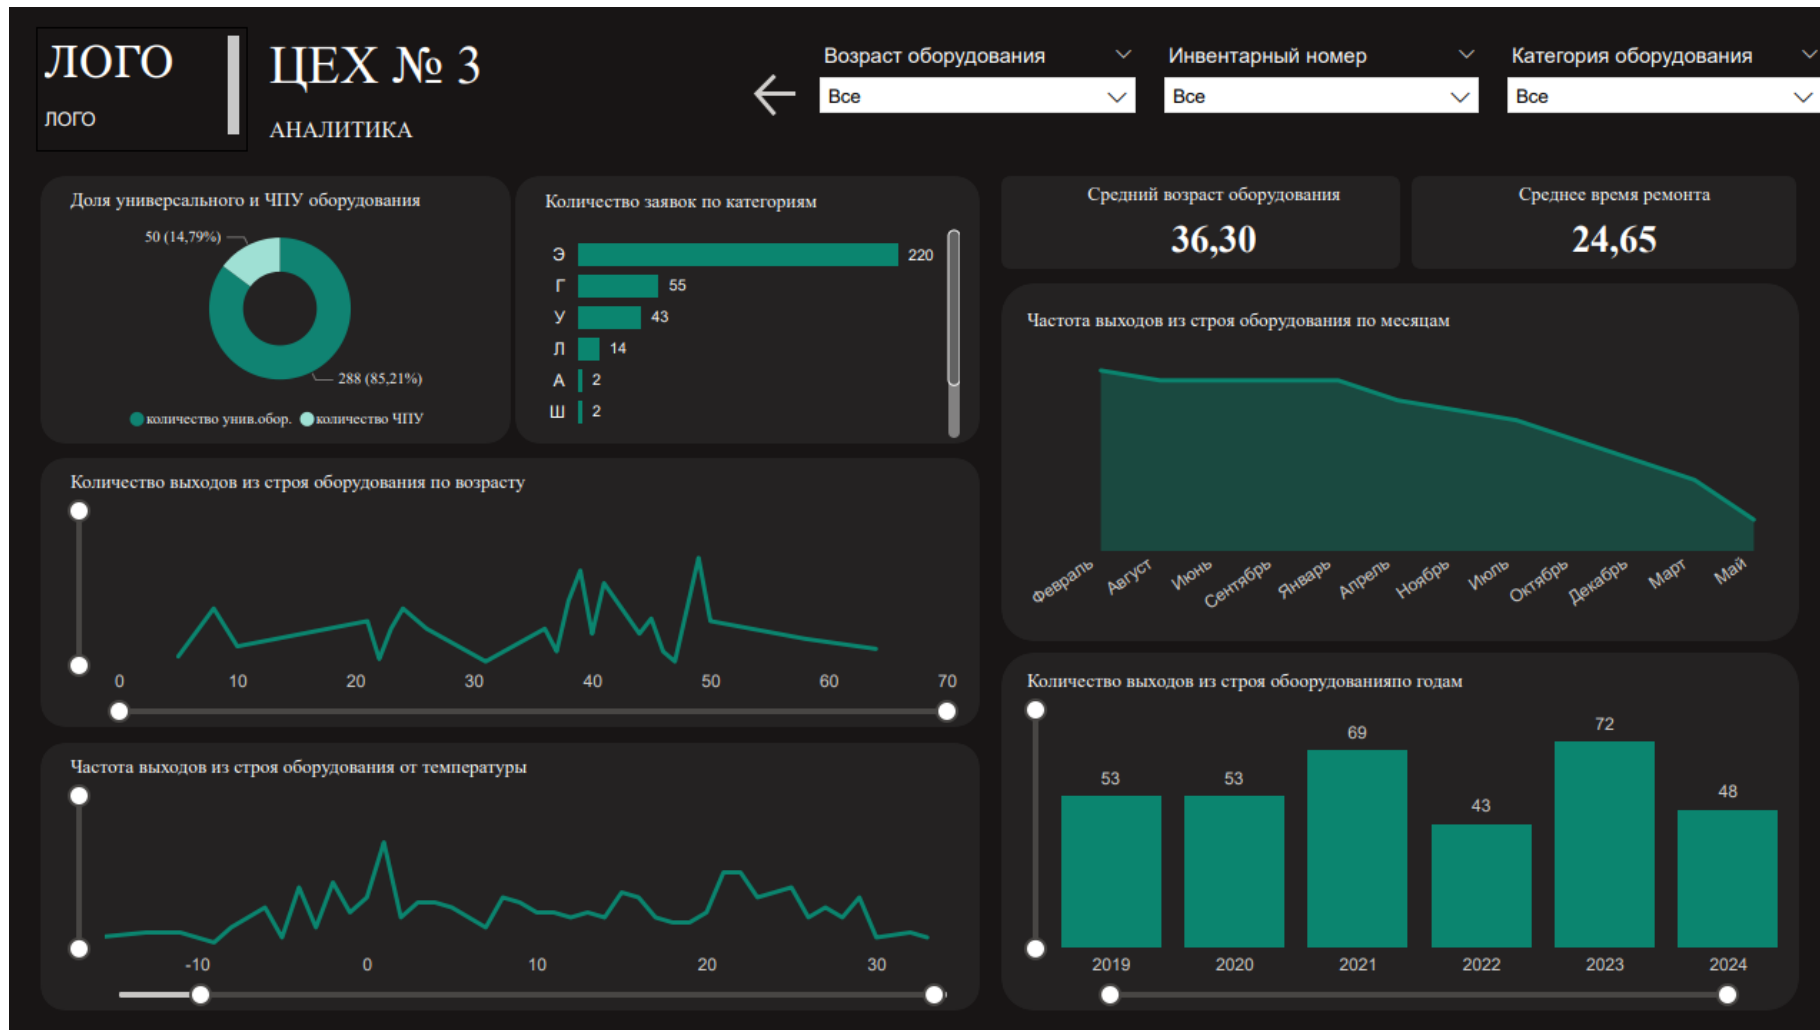 ЛОГО
лого
ЦЕХ № 3
АНАЛИТИКА
Возраст оборудования
Все
Инвентарный номер
Все
Категория оборудования
Все
Доля универсального и ЧПУ оборудования
50 (14,79%)
288 (85,21%)
количество унив.обор. количество ЧПУ
Количество заявок по категориям
Э 220
Г 55
У 43
Л 14
А 2
Ш 2
Средний возраст оборудования
36,30
Среднее время ремонта
24,65
Частота выходов из строя оборудования по месяцам
Февраль Август Июнь Сентябрь Январь Апрель Ноябрь Июль Октябрь Декабрь Март Май
Количество выходов из строя оборудования по возрасту
0 10 20 30 40 50 60 70
Частота выходов из строя оборудования от температуры
-10 0 10 20 30
Количество выходов из строя обоорудованияпо годам
53 53 69 43 72 48
2019 2020 2021 2022 2023 2024